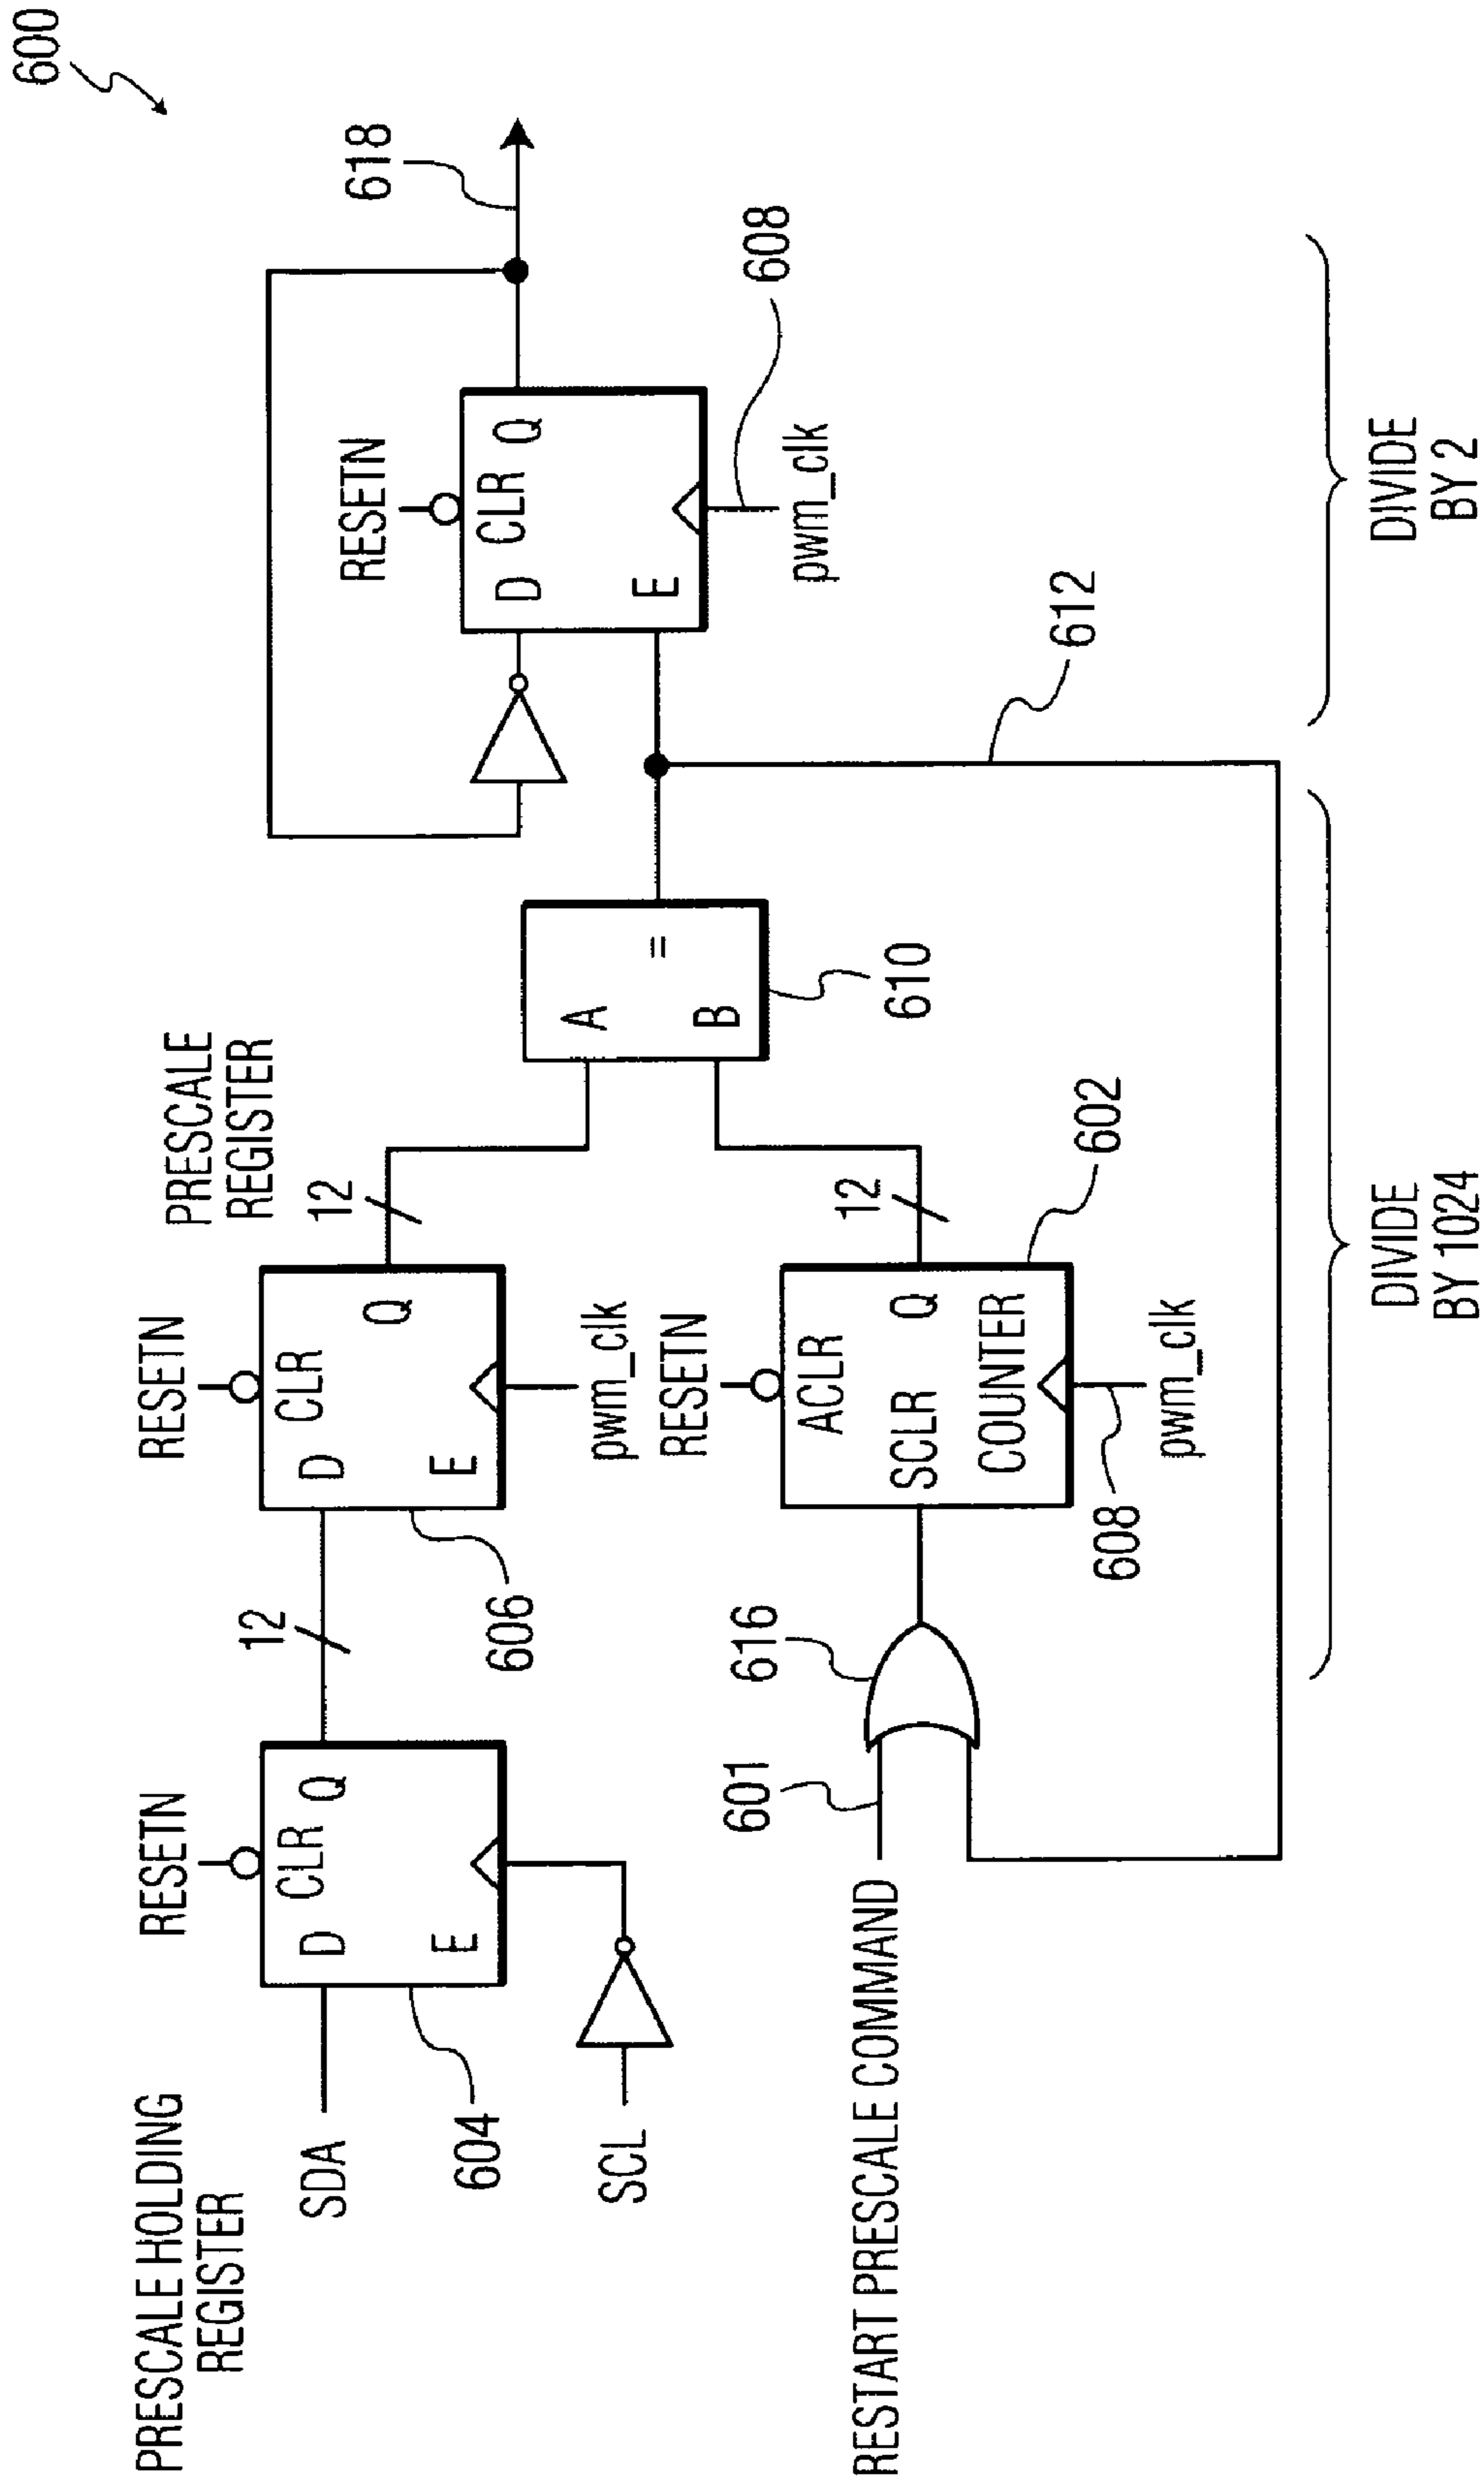 600
PRESCALE HOLDING
REGISTER
RESETN
SDA
D
CLR
Q
E
604
SCL
12
RESETN
D
CLR
Q
E
606
pwm_clk
PRESCALE
REGISTER
12
RESTART PRESCALE COMMAND
601
616
RESETN
ACLR
SCLR
Q
COUNTER
602
608
pwm_clk
12
A
B
=
610
612
RESETN
D
CLR
Q
E
608
pwm_clk
618
DIVIDE
BY 1024
DIVIDE
BY 2